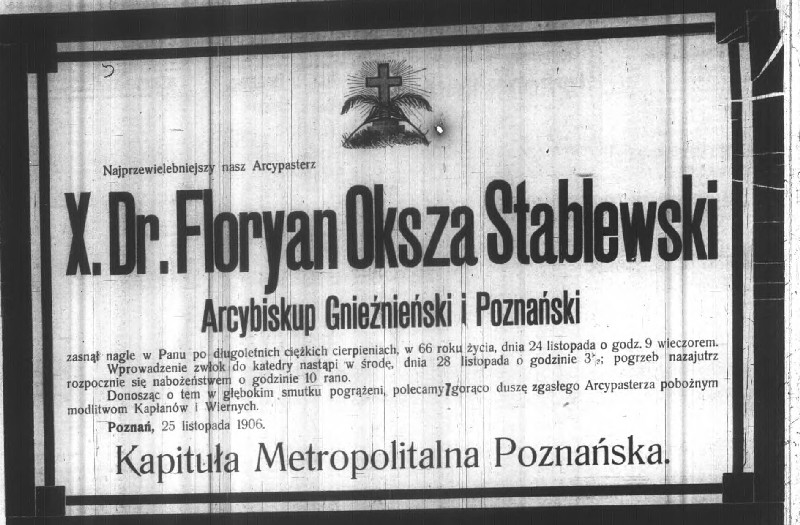 Najprzewielebniejszy nasz Arcypasterz
X. Dr. Floryan Oksza Stablewski
Arcybiskup Gnieźnieński i Poznański
zasnął nagle w Panu po długoletnich ciężkich cierpieniach, w 66 roku życia, dnia 24 listopada o godz. 9 wieczorem.
Wprowadzenie zwłok do katedry nastąpi w środę, dnia 28 listopada o godzinie 3½; pogrzeb nazajutrz
rozpocznie się nabożeństwem o godzinie 10 rano.
Donosząc o tem w głębokim smutku pogrążeni, polecamy gorąco duszę zgasłego Arcypasterza pobożnym
modlitwom Kapłanów i Wiernych.
Poznań, 25 listopada 1906.
Kapituła Metropolitalna Poznańska.